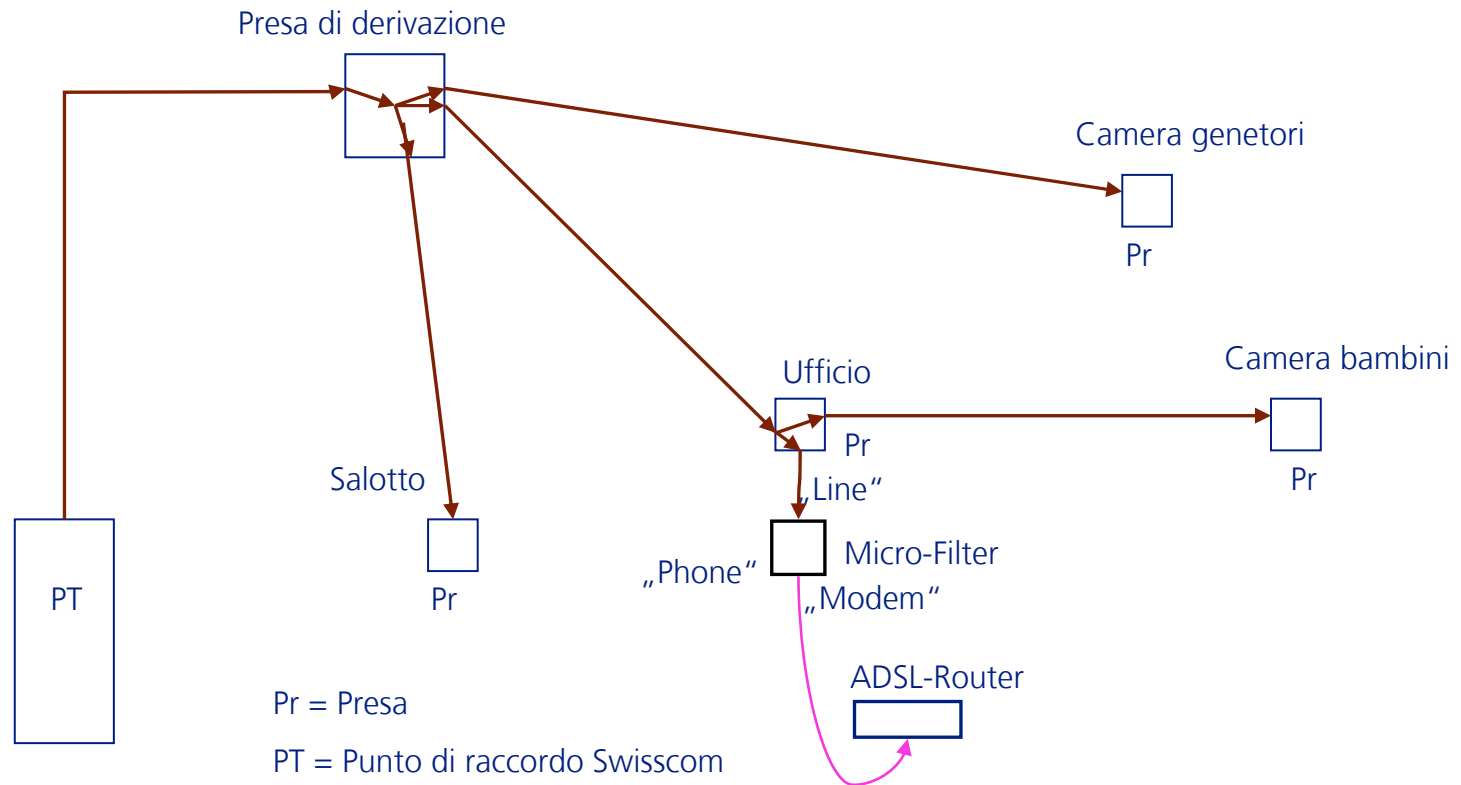 Presa di derivazione
Camera genetori
Pr
Ufficio
Camera bambini
Pr
Pr
Salotto
„Line“
„Phone“
Micro-Filter
PT
Pr
„Modem“
ADSL-Router
Pr = Presa
PT = Punto di raccordo Swisscom